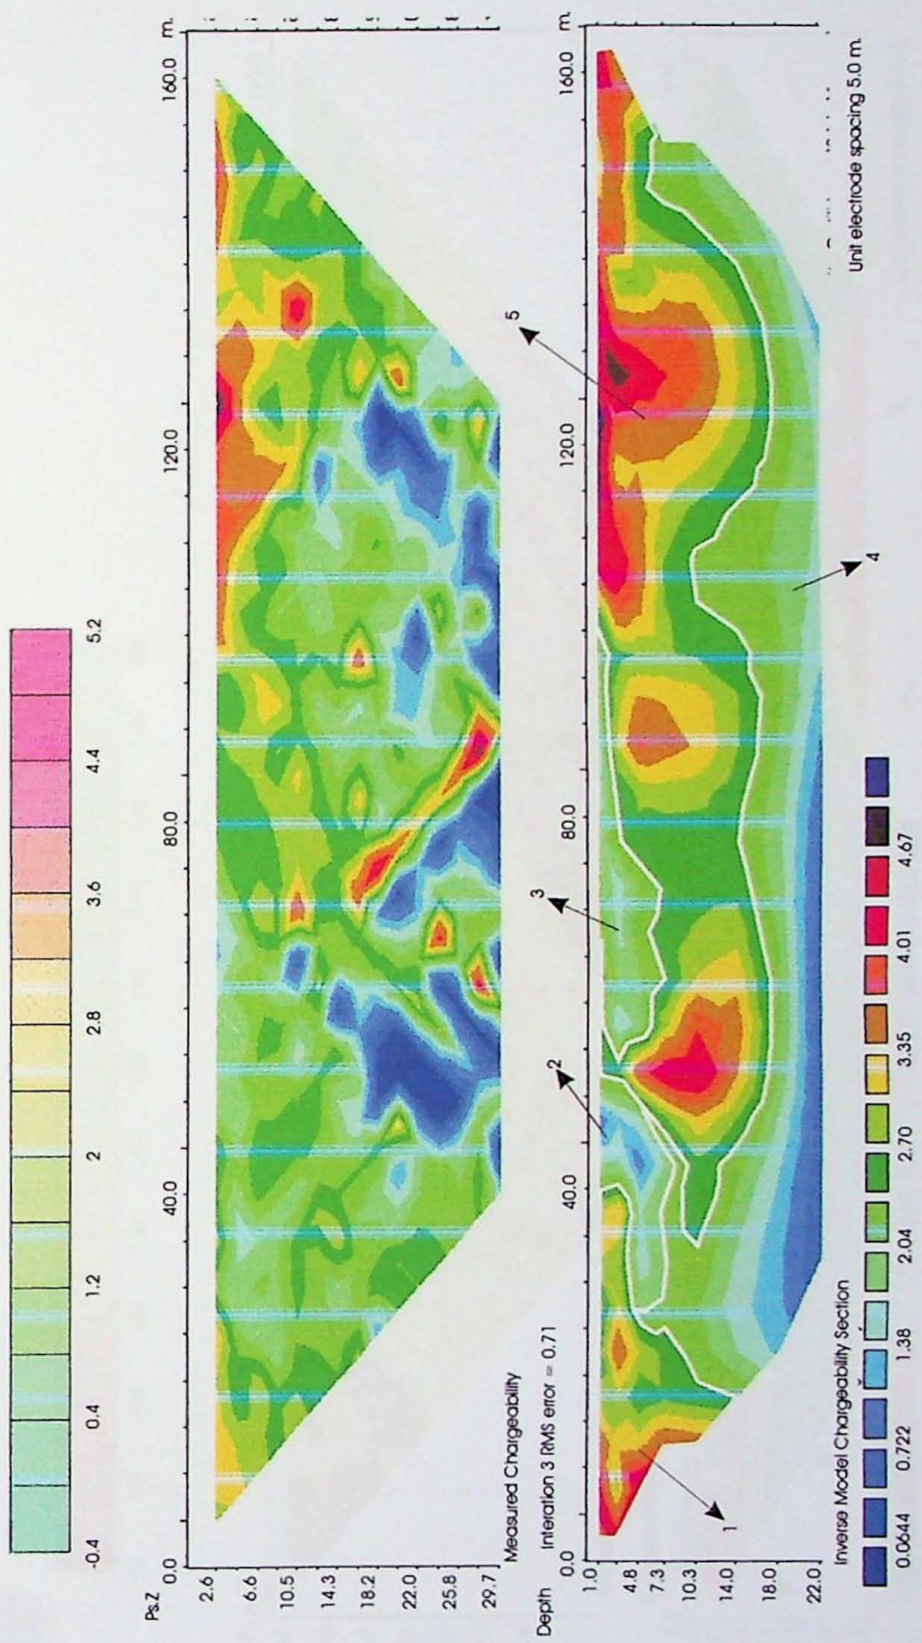 -0.4 0.4 1.2 2 2.8 3.6 4.4 5.2
Ps.Z 0.0 40.0 80.0 120.0 160.0 m.
2.6
6.6
10.5
14.3
18.2
22.0
25.8
29.7
Measured Chargeability
Depth Interation 3 RMS error = 0.71
0.0 40.0 80.0 120.0 160.0 m.
1.0
4.8
7.3
10.3
14.0
18.0
22.0
1
2
3
4
5
Inverse Model Chargeability Section
Unit electrode spacing 5.0 m.
0.0644 0.722 1.38 2.04 2.70 3.35 4.01 4.67